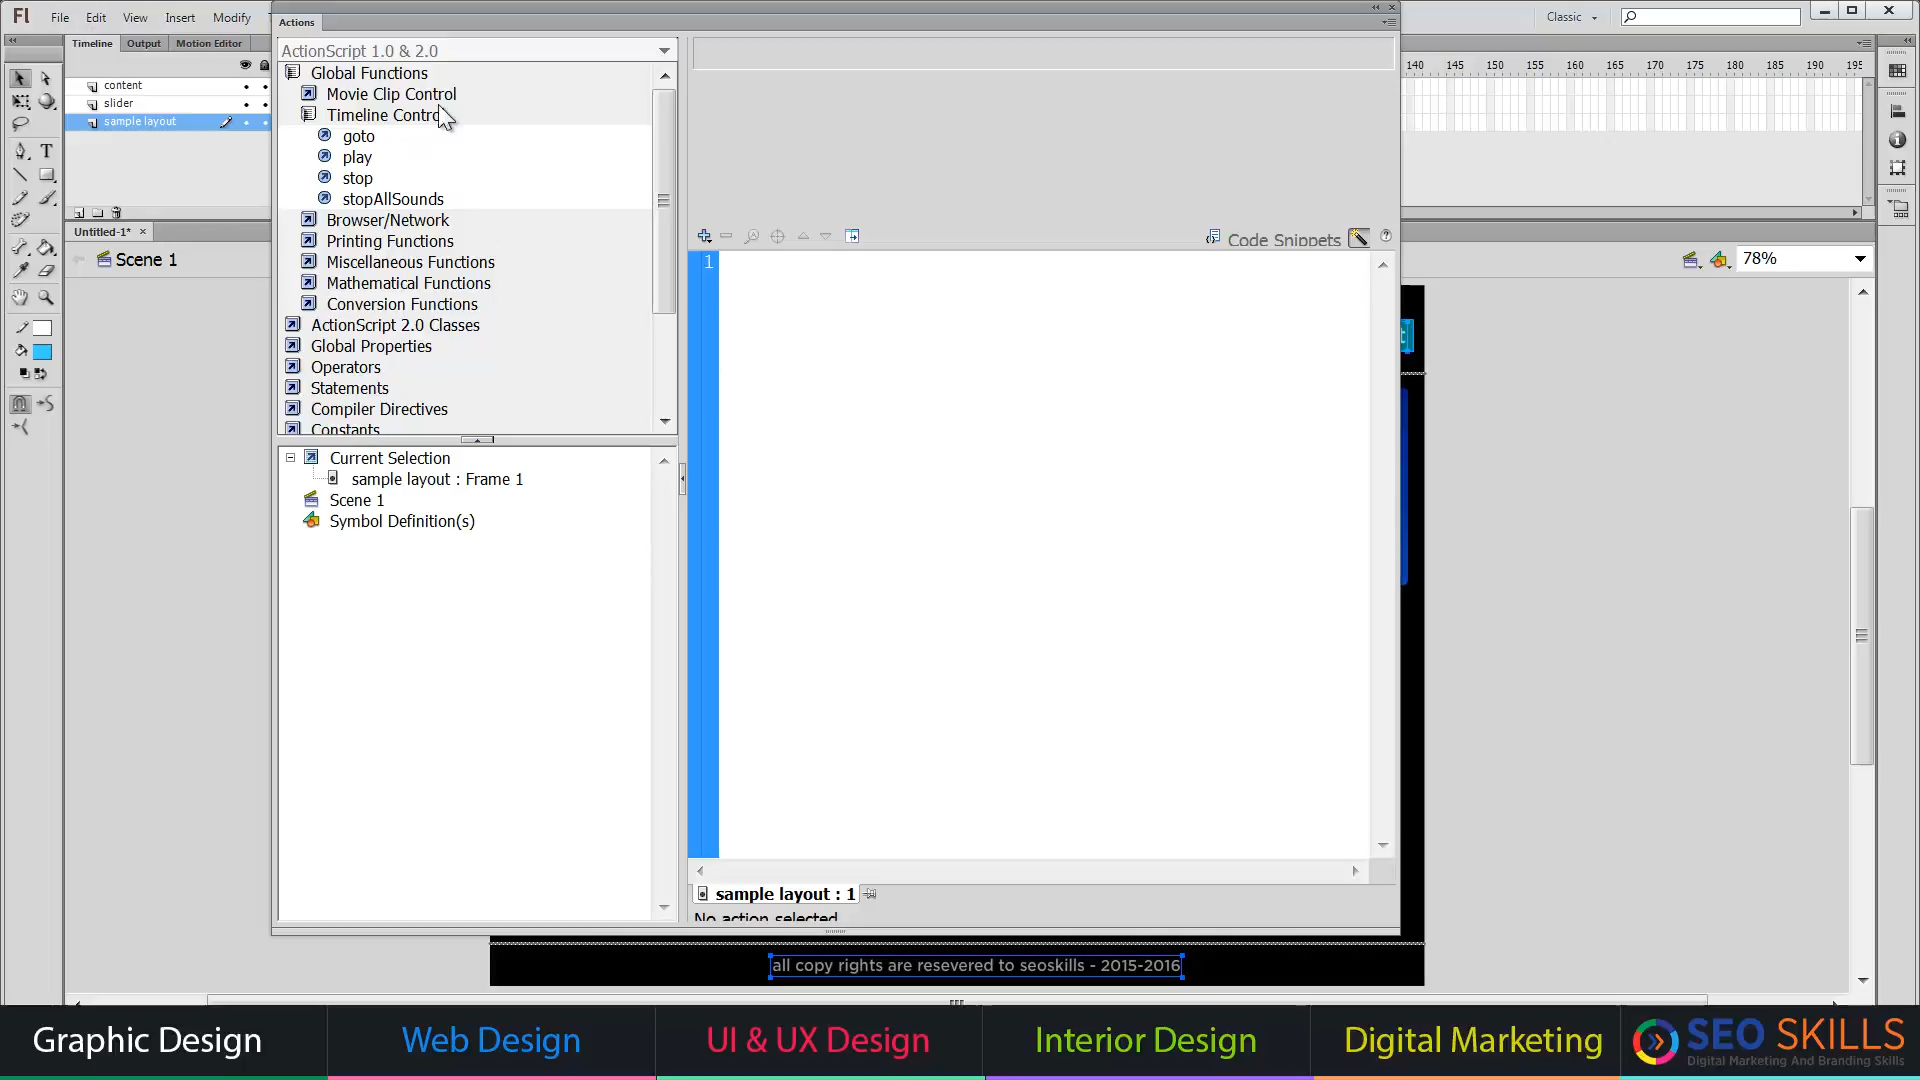 Fl File Edit View Insert Modify
Classic
Timeline Output Motion Editor
content
slider
sample layout
Untitled-1*
Scene 1
Actions
ActionScript 1.0 & 2.0
Global Functions
Movie Clip Control
Timeline Contro
goto
play
stop
stopAllSounds
Browser/Network
Printing Functions
Miscellaneous Functions
Mathematical Functions
Conversion Functions
ActionScript 2.0 Classes
Global Properties
Operators
Statements
Compiler Directives
Constants
Current Selection
sample layout : Frame 1
Scene 1
Symbol Definition(s)
Code Snippets
1
sample layout : 1
No action selected
140 145 150 155 160 165 170 175 180 185 190 195
78%
t
all copy rights are resevered to seoskills - 2015-2016
Graphic Design
Web Design
UI & UX Design
Interior Design
Digital Marketing
SEO SKILLS
Digital Marketing And Branding Skills